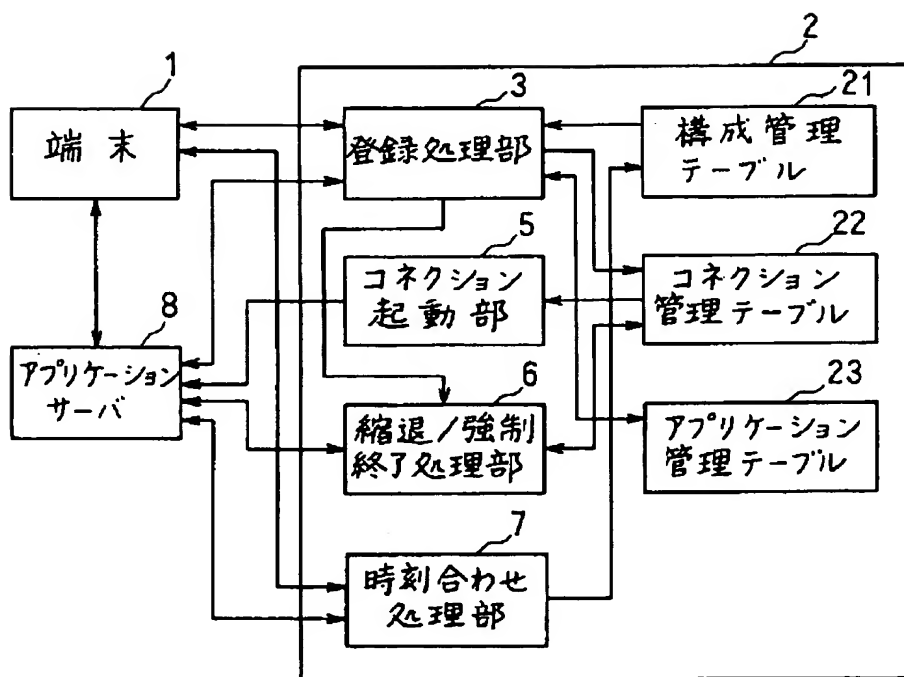 2
1
端末
3
登録処理部
21
構成管理
テーブル
5
コネクション
起動部
22
コネクション
管理テーブル
8
アプリケーション
サーバ
6
縮退/強制
終了処理部
23
アプリケーション
管理テーブル
7
時刻合わせ
処理部